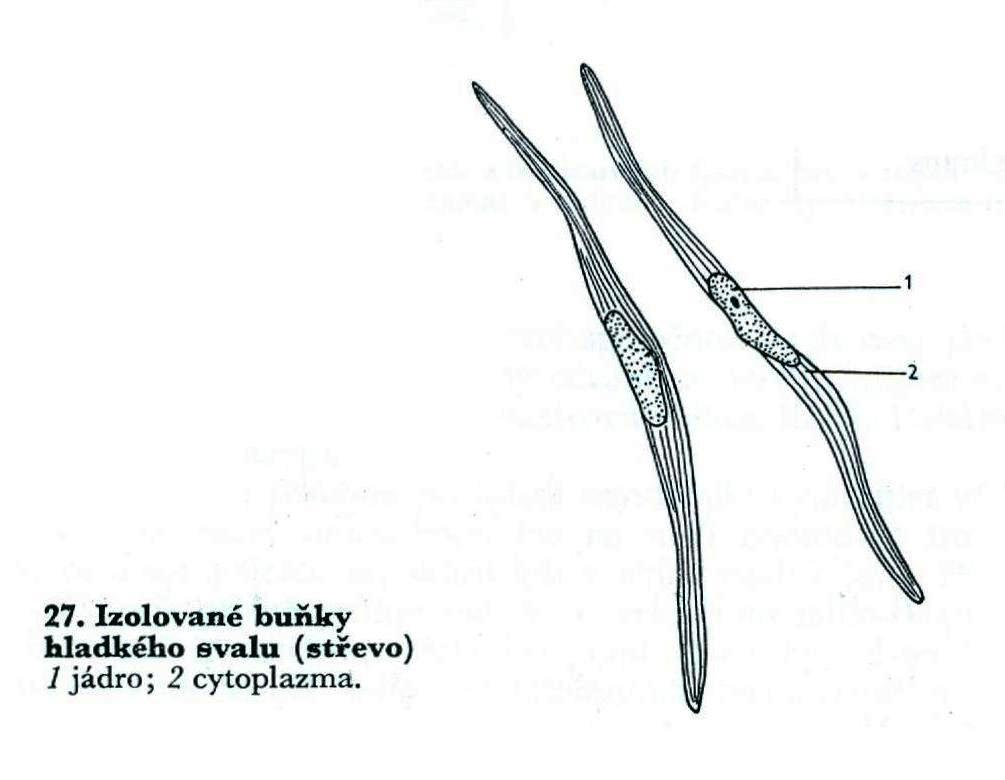 1
2
27. Izolované buňky
hladkého svalu (střevo)
1 jádro; 2 cytoplazma.